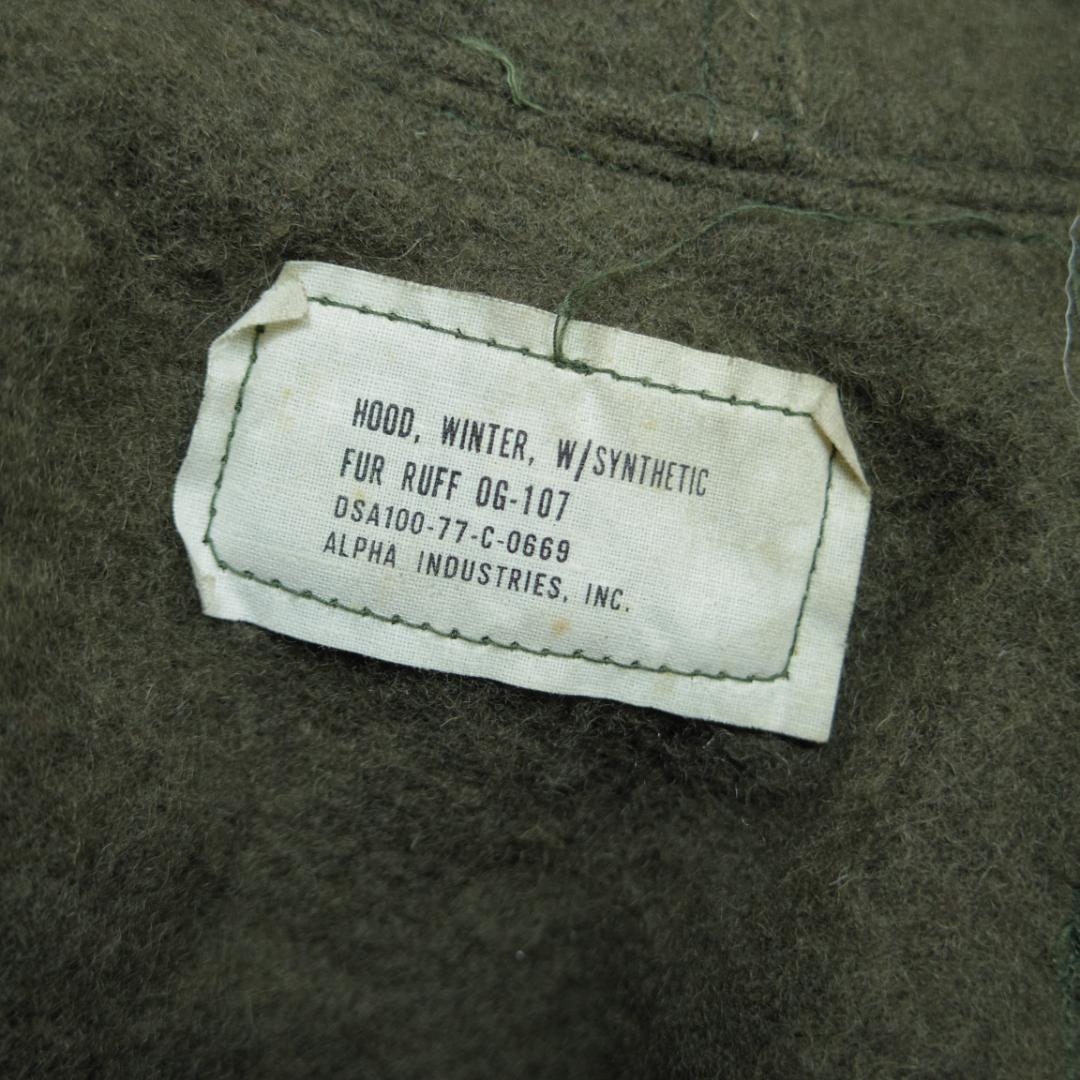 HOOD, WINTER, W/SYNTHETIC
FUR RUFF OG-107
DSA100-77-C-0669
ALPHA INDUSTRIES, INC.